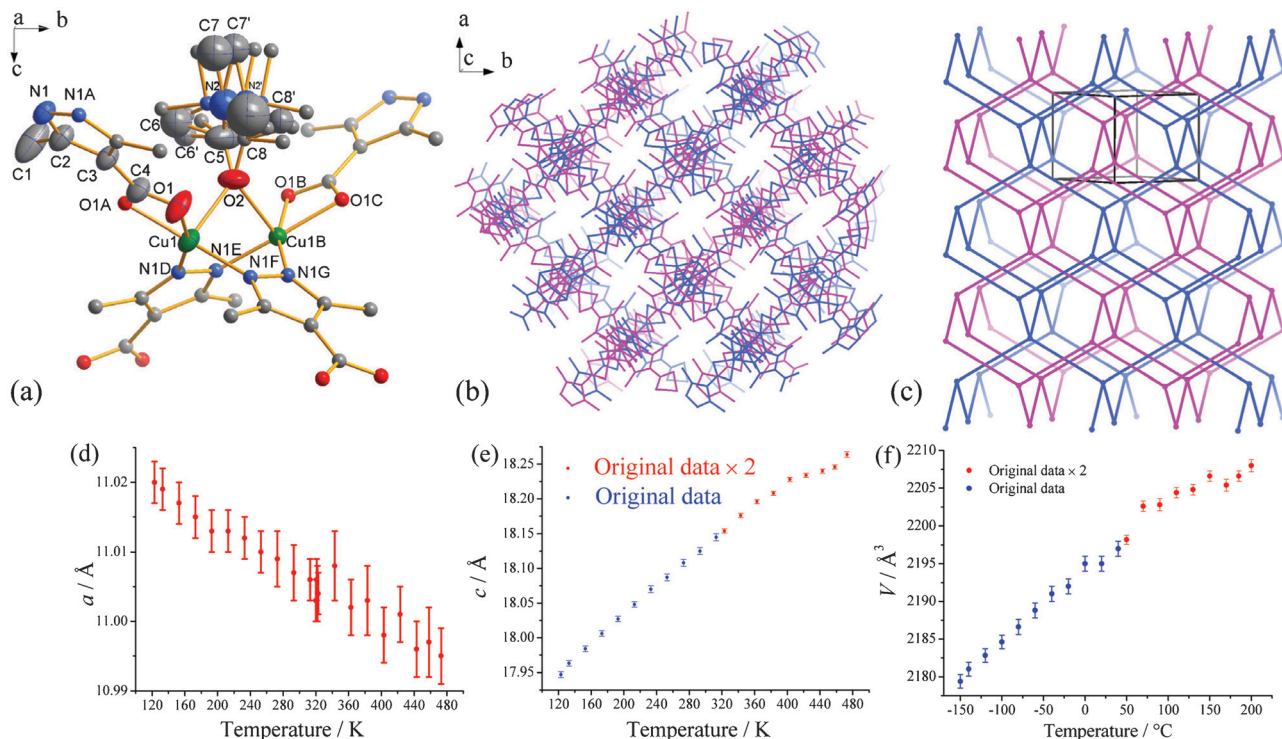 a
b
c
C7
C7'
N2
N2'
N1
N1A
C8'
C6
C6'
C5
C8
C1
C2
C3
C4
O1
O1A
O2
O1B
O1C
Cu1
Cu1B
N1E
N1D
N1F
N1G
(a)
a
c
b
(b)
(c)
(d)
a / Å
11.02
11.01
11.00
10.99
120 160 200 240 280 320 360 400 440 480
Temperature / K
(e)
Original data × 2
Original data
c / Å
18.25
18.20
18.15
18.10
18.05
18.00
17.95
120 160 200 240 280 320 360 400 440 480
Temperature / K
(f)
Original data × 2
Original data
V / Å³
2210
2205
2200
2195
2190
2185
2180
-150 -100 -50 0 50 100 150 200
Temperature / °C